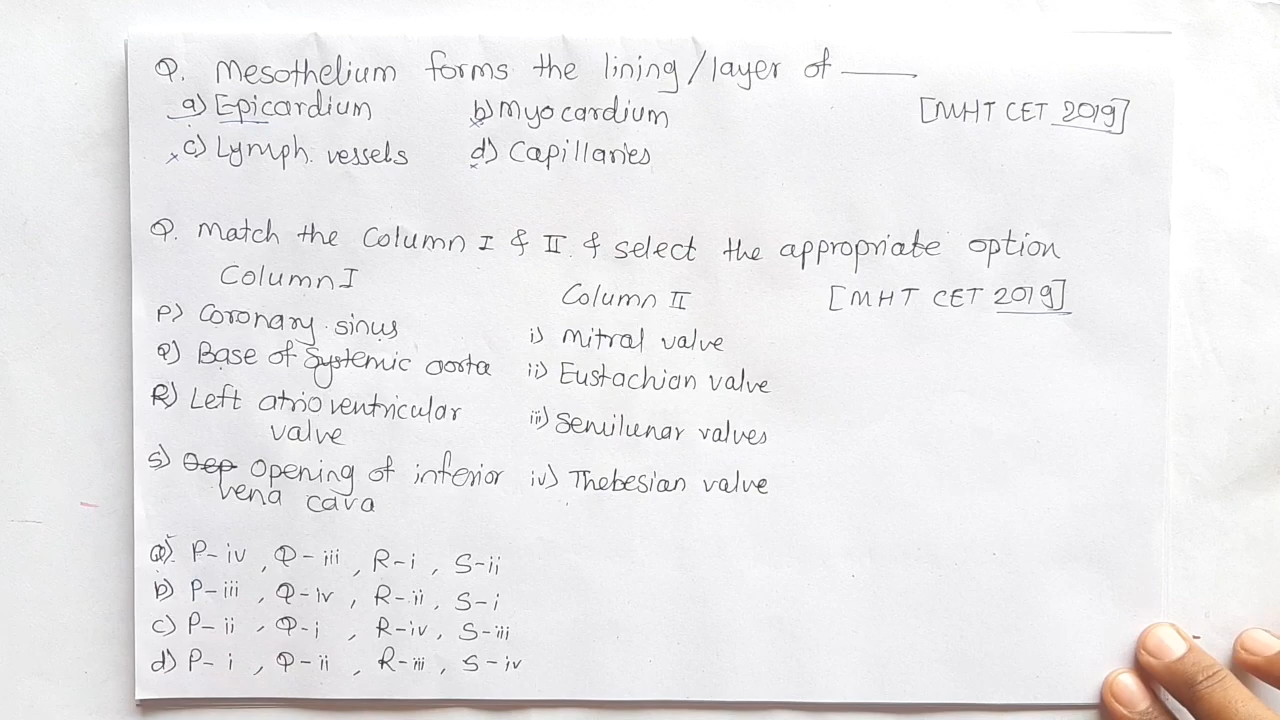 Q. Mesothelium forms the lining/layer of ——
a) Epicardium b) Myocardium [MHT CET 2019]
c) Lymph. vessels d) Capillaries
Q. Match the Column I & II & select the appropriate option
Column I Column II [MHT CET 2019]
P) Coronary sinus i) Mitral valve
Q) Base of Systemic aorta ii) Eustachian valve
R) Left atrioventricular iii) Semilunar valves
valve
S) Oep Opening of inferior iv) Thebesian valve
vena cava
a) P-iv, Q-iii, R-i, S-ii
b) P-iii, Q-iv, R-ii, S-i
c) P-ii, Q-i, R-iv, S-iii
d) P-i, Q-ii, R-iii, S-iv